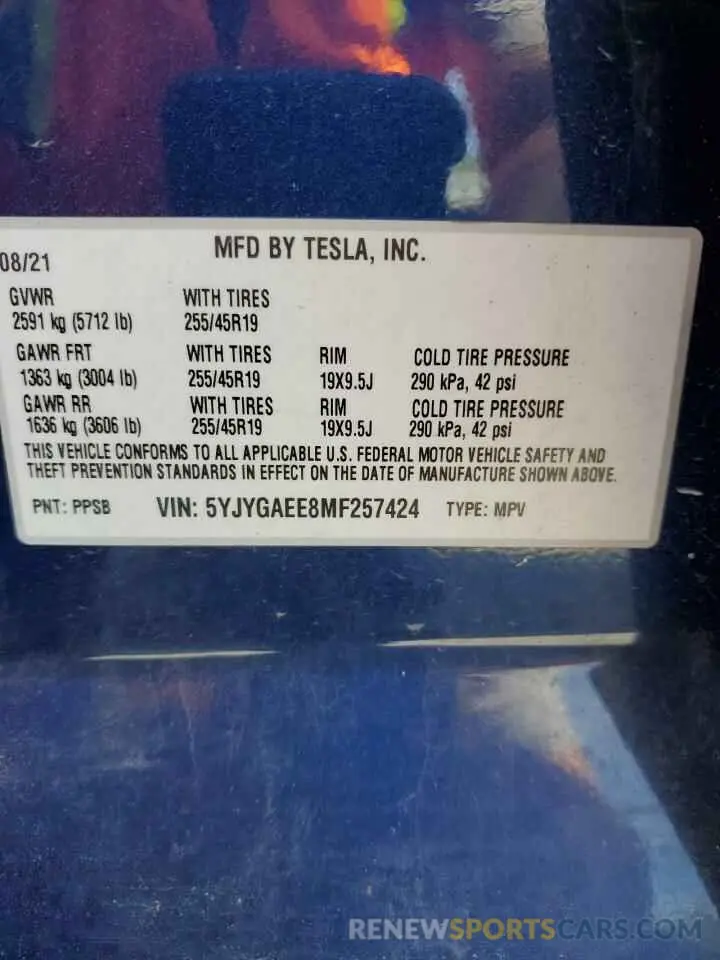 MFD BY TESLA, INC.
08/21
GVWR WITH TIRES
2591 kg (5712 lb) 255/45R19
GAWR FRT WITH TIRES RIM COLD TIRE PRESSURE
1363 kg (3004 lb) 255/45R19 19X9.5J 290 kPa, 42 psi
GAWR RR WITH TIRES RIM COLD TIRE PRESSURE
1636 kg (3606 lb) 255/45R19 19X9.5J 290 kPa, 42 psi
THIS VEHICLE CONFORMS TO ALL APPLICABLE U.S. FEDERAL MOTOR VEHICLE SAFETY AND
THEFT PREVENTION STANDARDS IN EFFECT ON THE DATE OF MANUFACTURE SHOWN ABOVE.
PNT: PPSB VIN: 5YJYGAEE8MF257424 TYPE: MPV
RENEWSPORTSCARS.COM